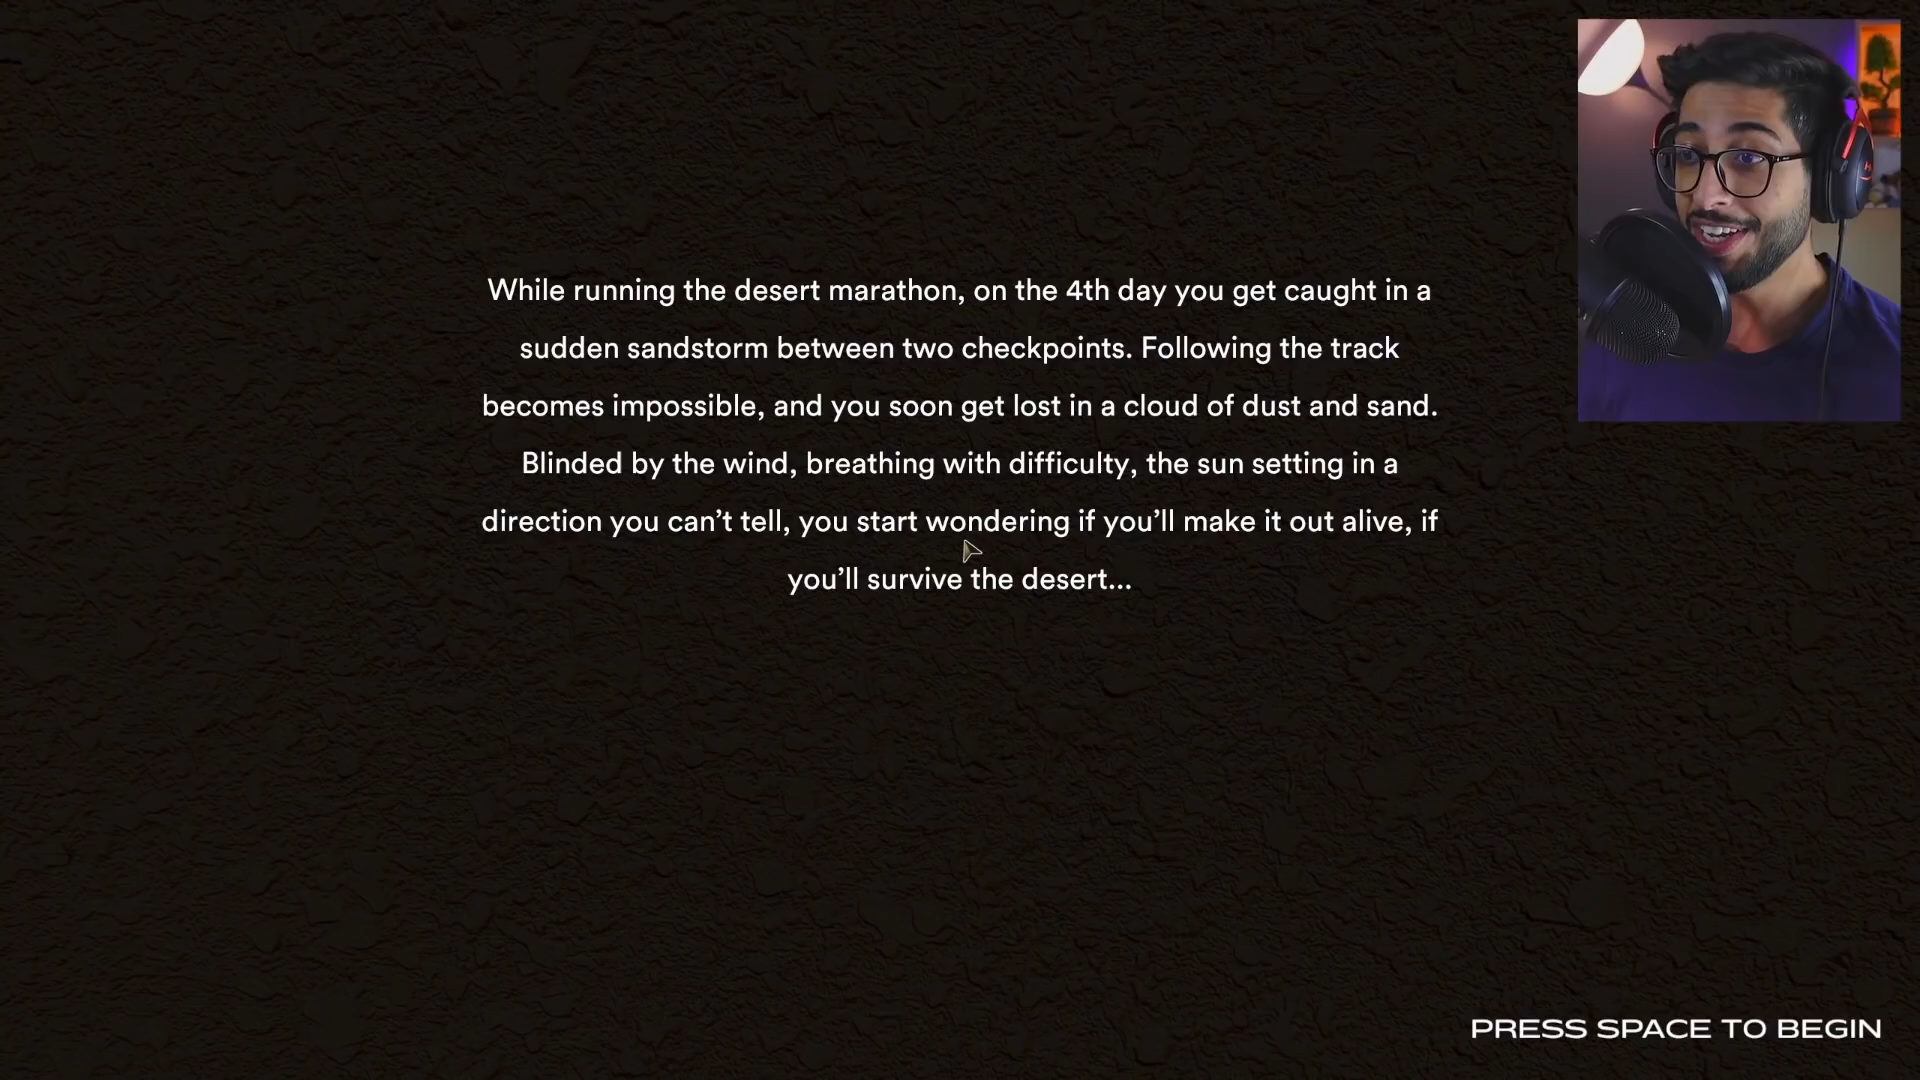 While running the desert marathon, on the 4th day you get caught in a
sudden sandstorm between two checkpoints. Following the track
becomes impossible, and you soon get lost in a cloud of dust and sand.
Blinded by the wind, breathing with difficulty, the sun setting in a
direction you can’t tell, you start wondering if you’ll make it out alive, if
you’ll survive the desert...
PRESS SPACE TO BEGIN